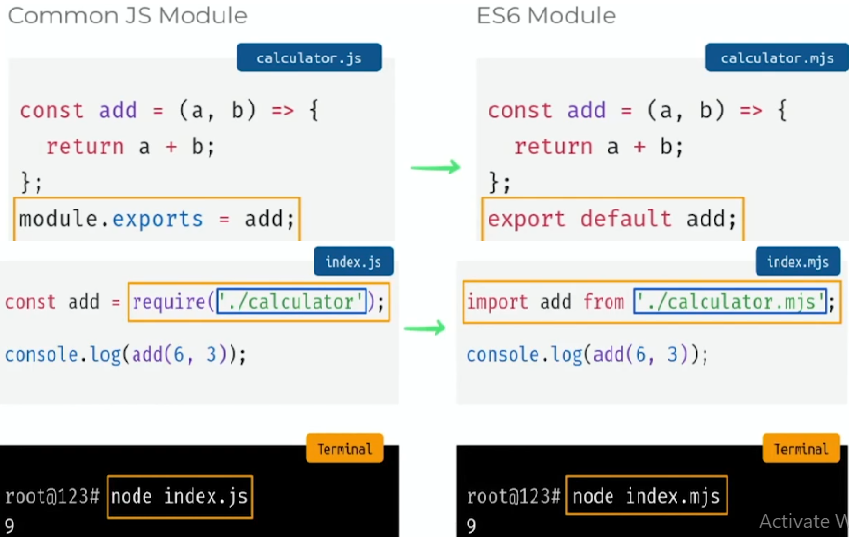 Common JS Module
calculator.js
const add = (a, b) => {
  return a + b;
};
module.exports = add;
index.js
const add = require('./calculator');
console.log(add(6, 3));
Terminal
root@123# node index.js
9
ES6 Module
calculator.mjs
const add = (a, b) => {
  return a + b;
};
export default add;
index.mjs
import add from './calculator.mjs';
console.log(add(6, 3));
Terminal
root@123# node index.mjs
9
Activate